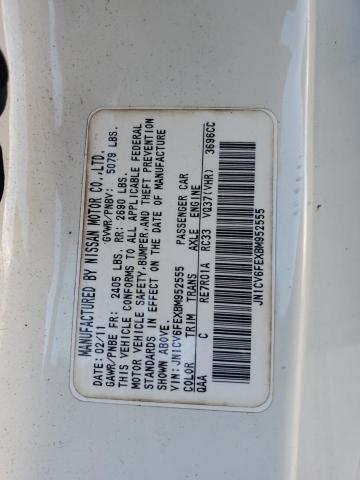 MANUFACTURED BY NISSAN MOTOR CO.,LTD.
DATE: 02/11 GVWR/PNBV: 5079 LBS.
GAWR/PNBE FR: 2405 LBS. RR: 2690 LBS.
THIS VEHICLE CONFORMS TO ALL APPLICABLE FEDERAL
MOTOR VEHICLE SAFETY,BUMPER,AND THEFT PREVENTION
STANDARDS IN EFFECT ON THE DATE OF MANUFACTURE
SHOWN ABOVE.
VIN: JN1CV6FEXBM952555 PASSENGER CAR
COLOR TRIM TRANS AXLE ENGINE
QAA C RE7R01A RC33 VQ37(VHR) 3696CC
JN1CV6FEXBM952555